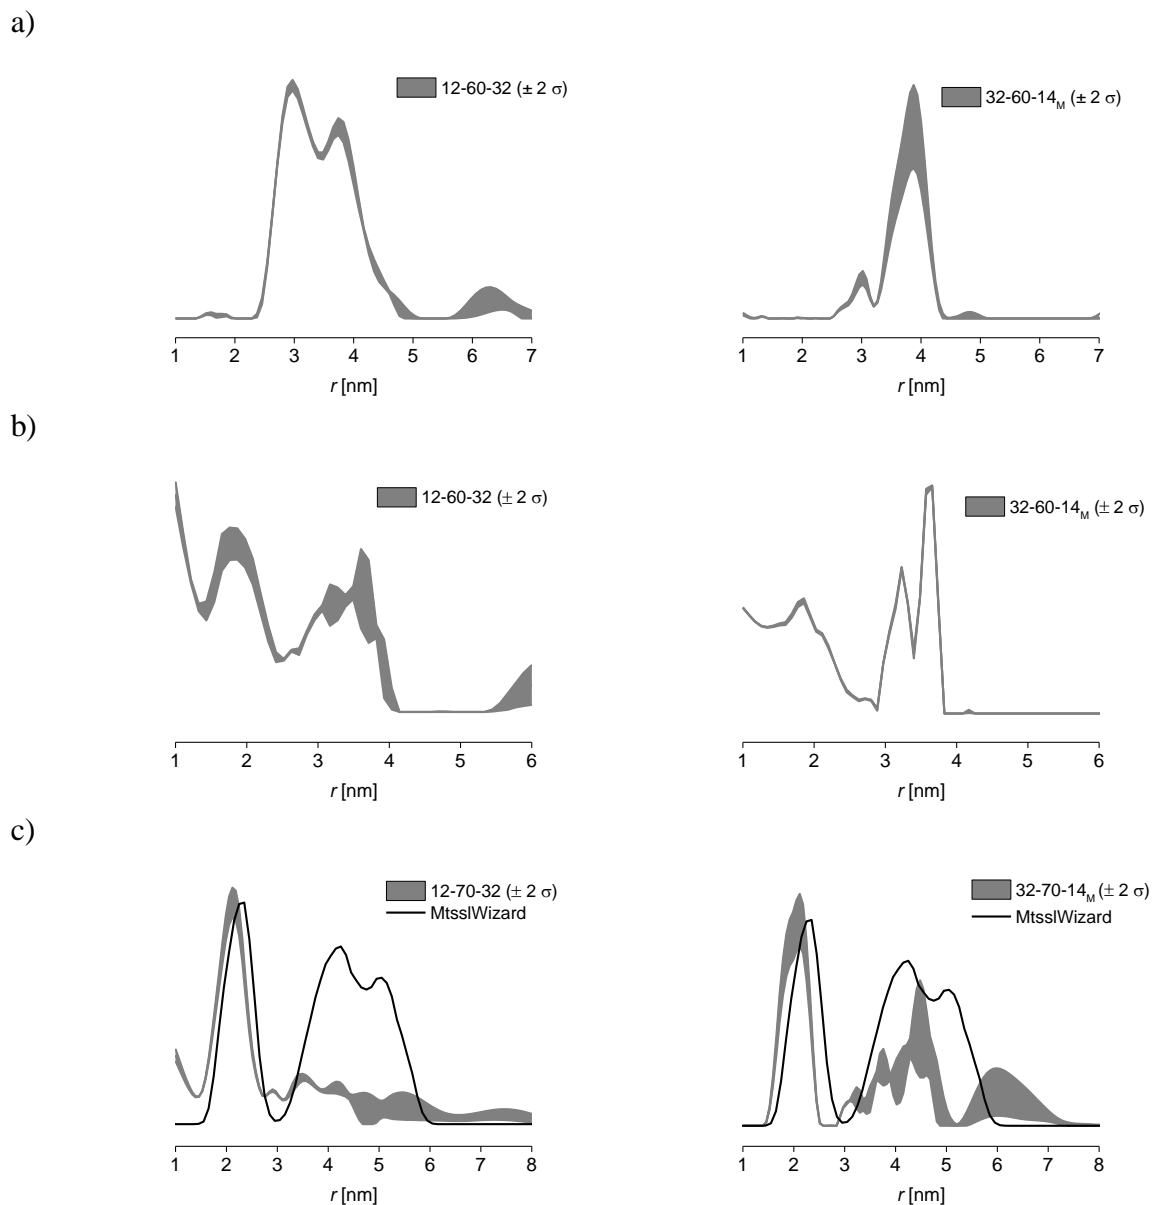 a)
12-60-32 (± 2 σ)
32-60-14M (± 2 σ)
1 2 3 4 5 6 7
r [nm]
1 2 3 4 5 6 7
r [nm]
b)
12-60-32 (± 2 σ)
32-60-14M (± 2 σ)
1 2 3 4 5 6
r [nm]
1 2 3 4 5 6
r [nm]
c)
12-70-32 (± 2 σ)
MtsslWizard
32-70-14M (± 2 σ)
MtsslWizard
1 2 3 4 5 6 7 8
r [nm]
1 2 3 4 5 6 7 8
r [nm]